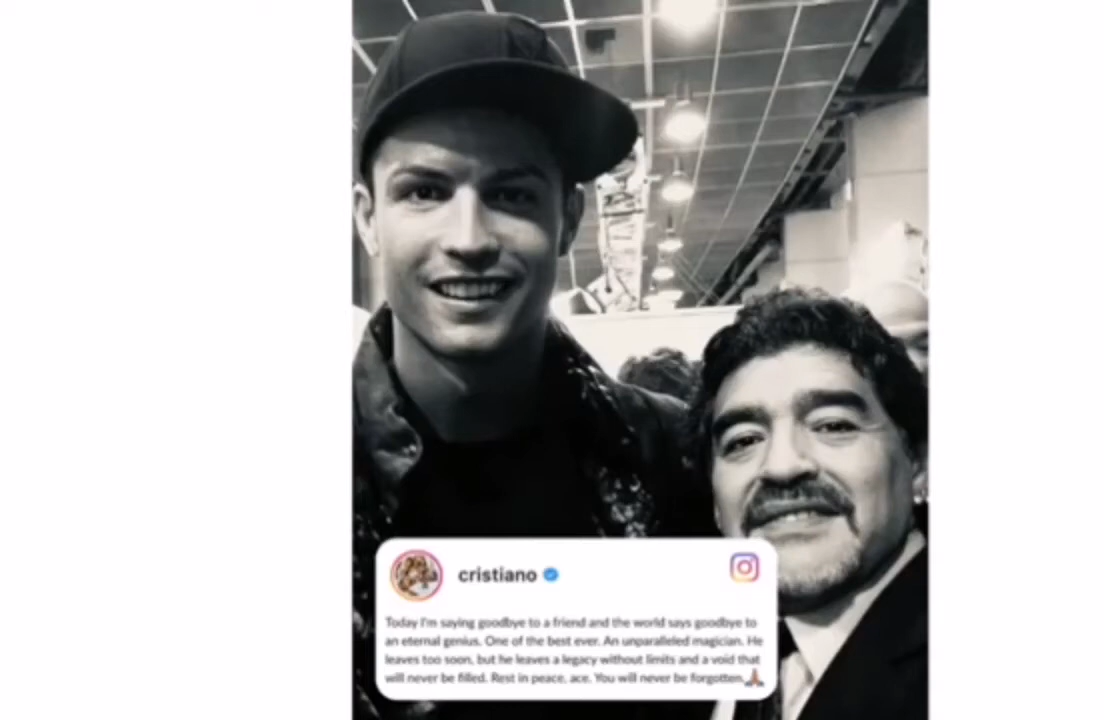 cristiano
Today I'm saying goodbye to a friend and the world says goodbye to
an eternal genius. One of the best ever. An unparalleled magician. He
leaves too soon, but he leaves a legacy without limits and a void that
will never be filled. Rest in peace, ace. You will never be forgotten.🙏🏽